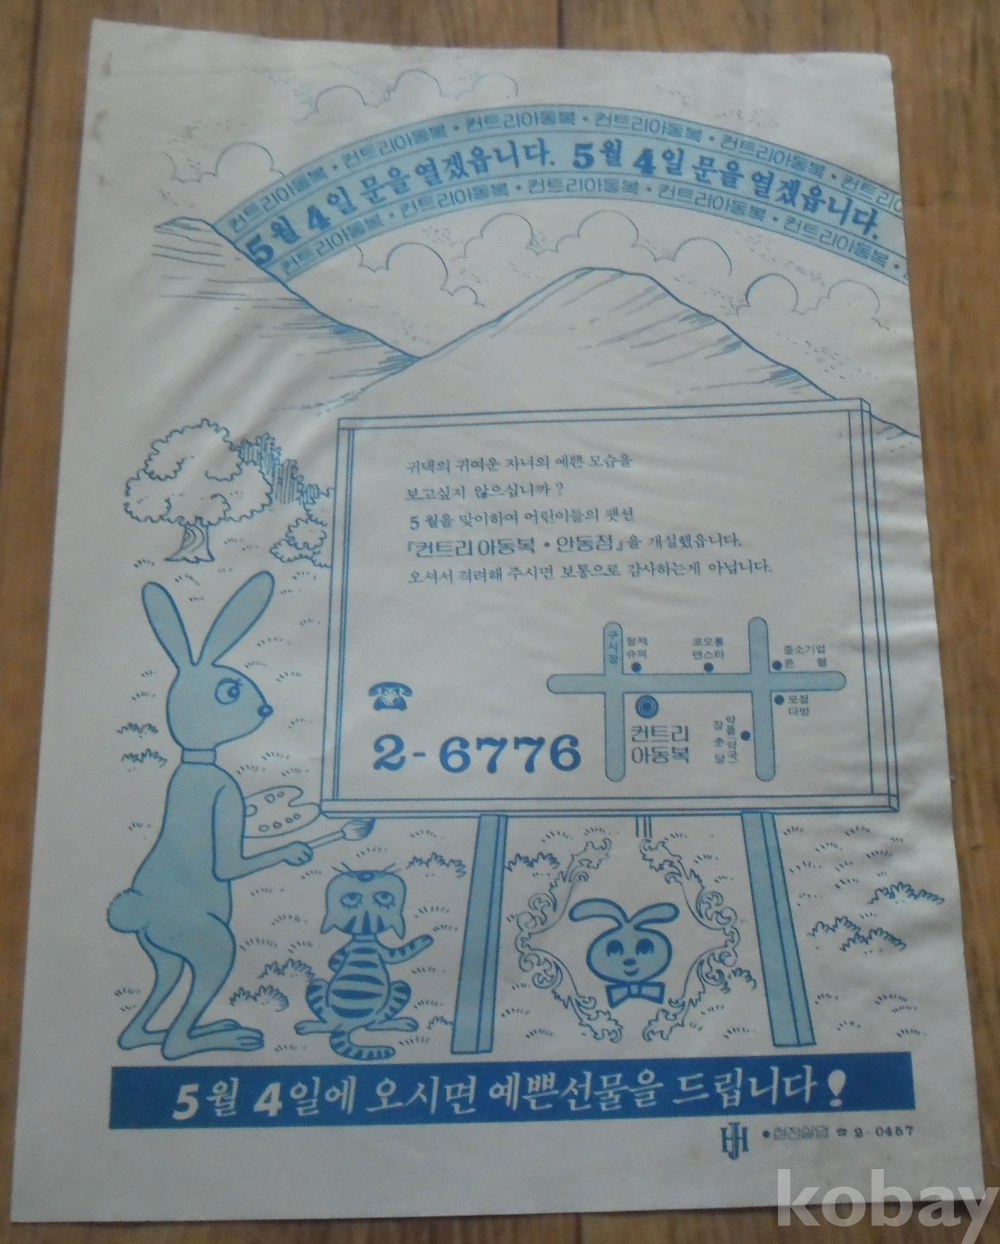 컨트리아동복 • 컨트리아동복 • 컨트리아동복 • 컨트리아동복 • 컨트리아
5월 4일 문을 열겠읍니다. 5월 4일 문을 열겠읍니다.
컨트리아동복 • 컨트리아동복 • 컨트리아동복 • 컨트리아동복 • 컨트리아동복 •
귀댁의 귀여운 자녀의 예쁜 모습을
보고싶지 않으십니까 ?
5 월을 맞이하여 어린이들의 팻션
『컨트리 아동복 • 안동점』을 개설했읍니다.
오셔서 격려해 주시면 보통으로 감사하는게 아닙니다.
구시장
슈퍼
코오롱
맨스타
중소기업
은 행
모정
다방
컨트리
아동복
2-6776
5월 4일에 오시면 예쁜선물을 드립니다!
HJ • 현진실업 ☎ 2-0457
kobay